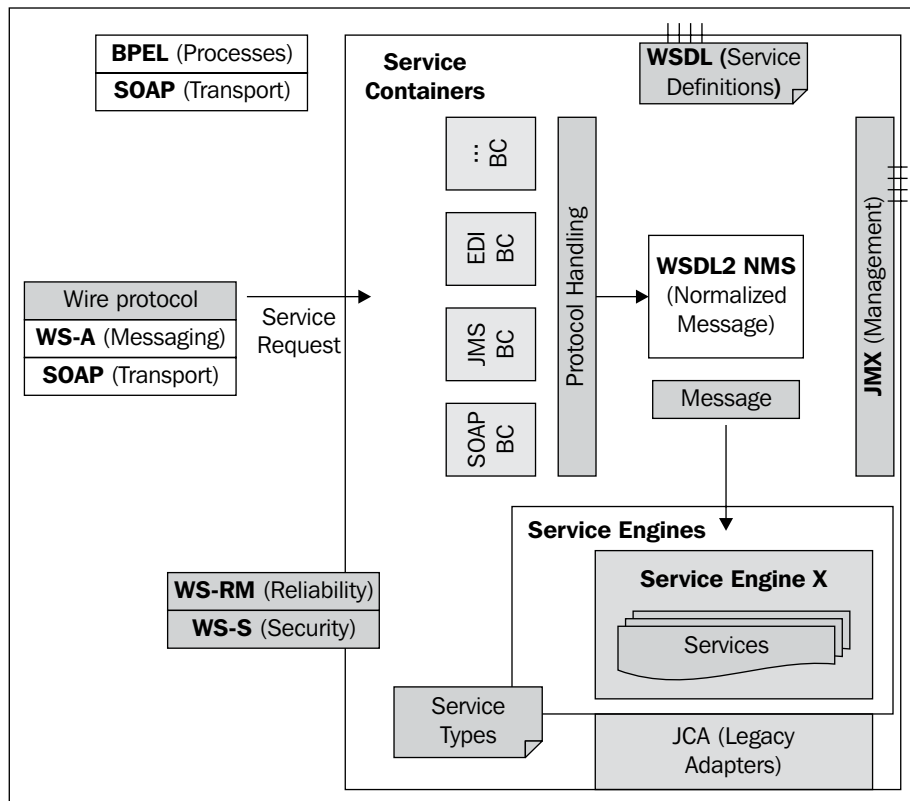 BPEL (Processes)
SOAP (Transport)
Service
Containers
WSDL (Service
Definitions)
... BC
EDI BC
JMS BC
SOAP BC
Protocol Handling
WSDL2 NMS
(Normalized
Message)
JMX (Management)
Wire protocol
WS-A (Messaging)
SOAP (Transport)
Service
Request
Message
Service Engines
Service Engine X
Services
WS-RM (Reliability)
WS-S (Security)
Service
Types
JCA (Legacy
Adapters)